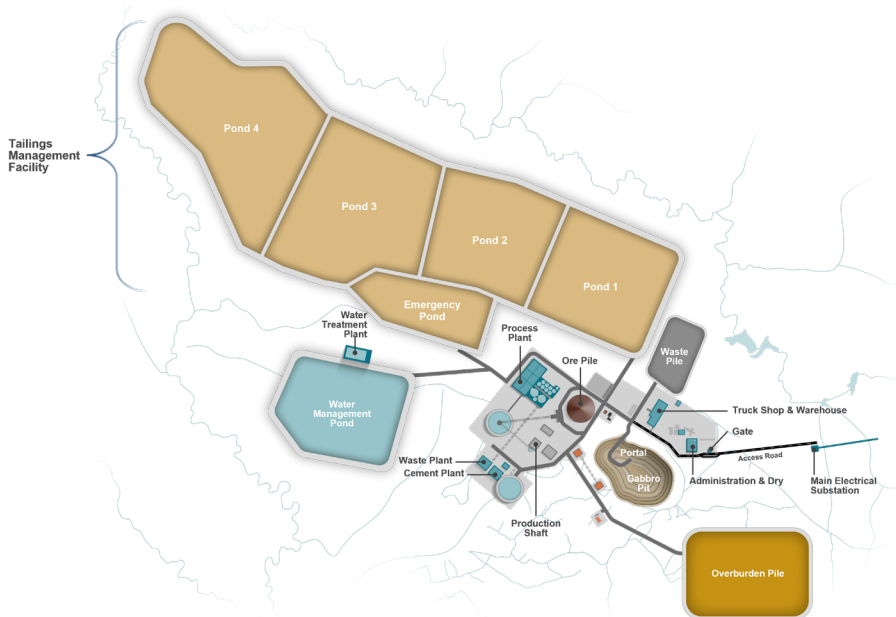 Tailings
Management
Facility
Pond 4
Pond 3
Pond 2
Pond 1
Emergency
Pond
Water
Treatment
Plant
Process
Plant
Ore Pile
Waste
Pile
Water
Management
Pond
Truck Shop & Warehouse
Gate
Access Road
Portal
Gabbro
Pit
Administration & Dry
Main Electrical
Substation
Waste Plant
Cement Plant
Production
Shaft
Overburden Pile